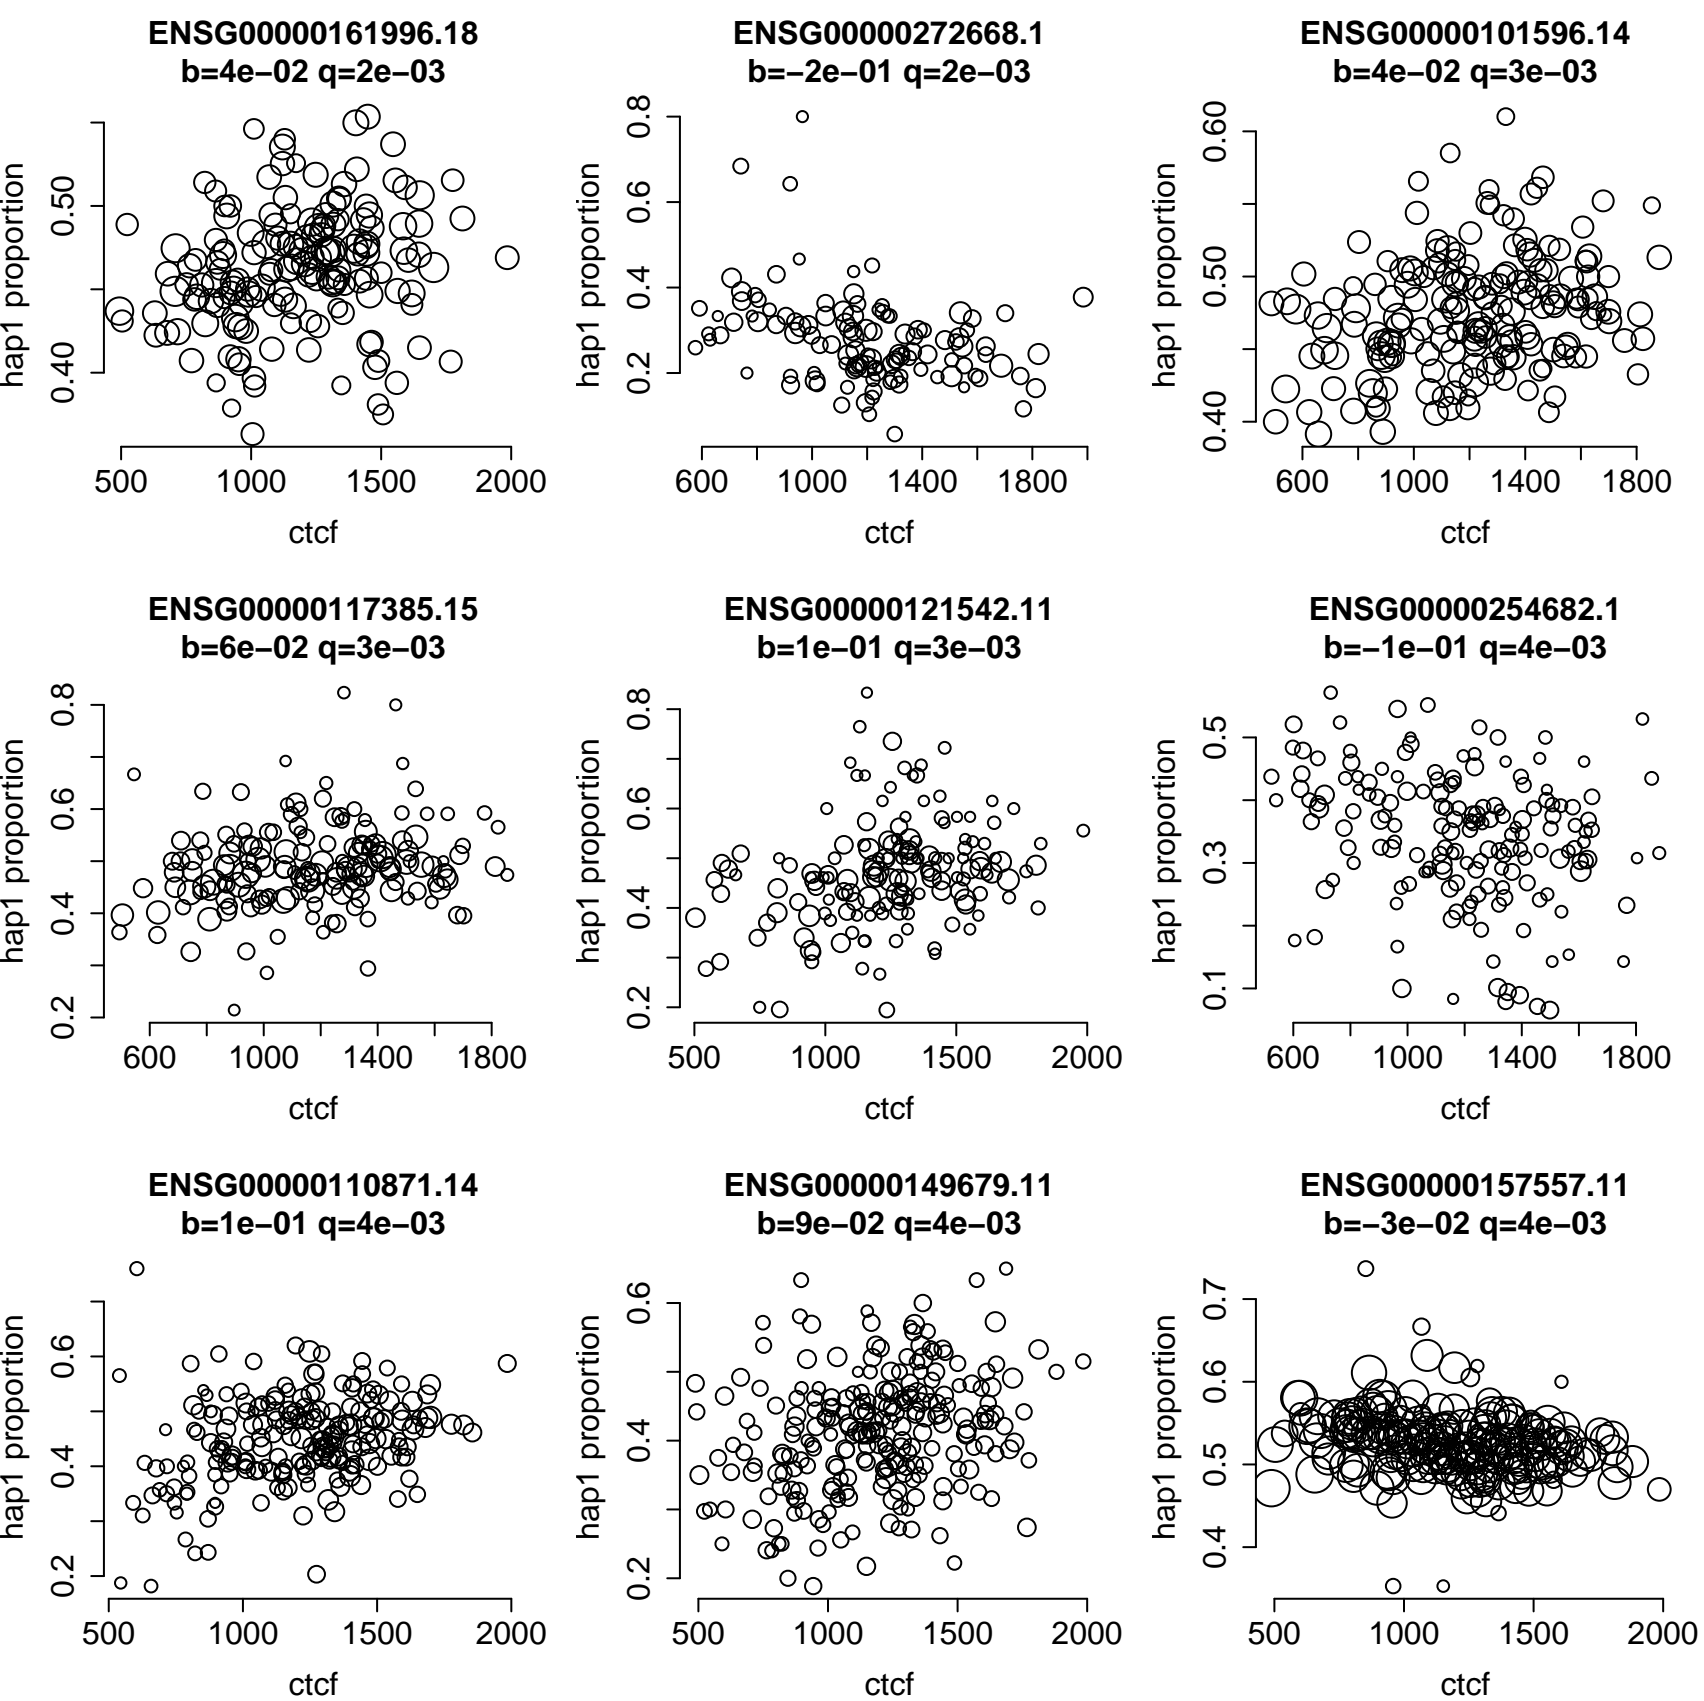 ENSG00000161996.18
b=4e−02 q=2e−03
hap1 proportion
0.50
0.40
500 1000 1500 2000
ctcf
ENSG00000272668.1
b=−2e−01 q=2e−03
hap1 proportion
0.8
0.6
0.4
0.2
600 1000 1400 1800
ctcf
ENSG00000101596.14
b=4e−02 q=3e−03
hap1 proportion
0.60
0.50
0.40
600 1000 1400 1800
ctcf
ENSG00000117385.15
b=6e−02 q=3e−03
hap1 proportion
0.8
0.6
0.4
0.2
600 1000 1400 1800
ctcf
ENSG00000121542.11
b=1e−01 q=3e−03
hap1 proportion
0.8
0.6
0.4
0.2
500 1000 1500 2000
ctcf
ENSG00000254682.1
b=−1e−01 q=4e−03
hap1 proportion
0.5
0.3
0.1
600 1000 1400 1800
ctcf
ENSG00000110871.14
b=1e−01 q=4e−03
hap1 proportion
0.6
0.4
0.2
500 1000 1500 2000
ctcf
ENSG00000149679.11
b=9e−02 q=4e−03
hap1 proportion
0.6
0.4
0.2
500 1000 1500 2000
ctcf
ENSG00000157557.11
b=−3e−02 q=4e−03
hap1 proportion
0.7
0.6
0.5
0.4
500 1000 1500 2000
ctcf